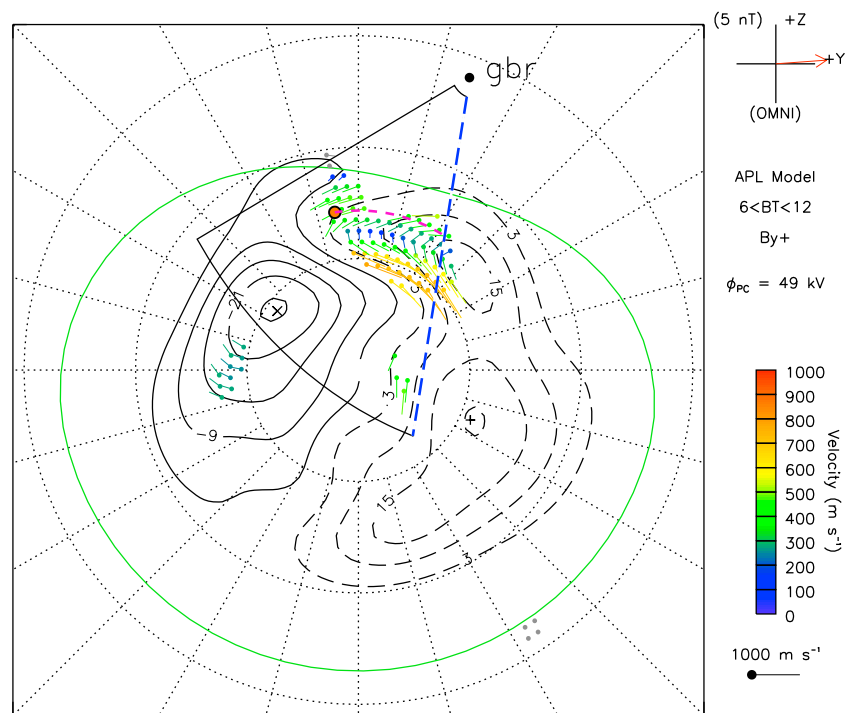 (5 nT) +Z
+Y
(OMNI)
gbr
APL Model
6<BT<12
By+
ϕPC = 49 kV
3
15
-21
3
3
-9
15
3
1000
900
800
700
600
500
400
300
200
100
0
Velocity (m s⁻¹)
1000 m s⁻¹